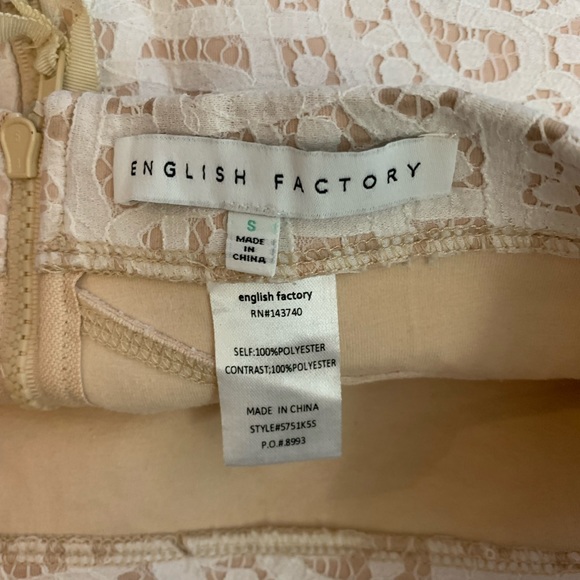 ENGLISH FACTORY
S
MADE
IN
CHINA
english factory
RN#143740
SELF:100%POLYESTER
CONTRAST:100%POLYESTER
MADE IN CHINA
STYLE#S751K5S
P.O.#.8993